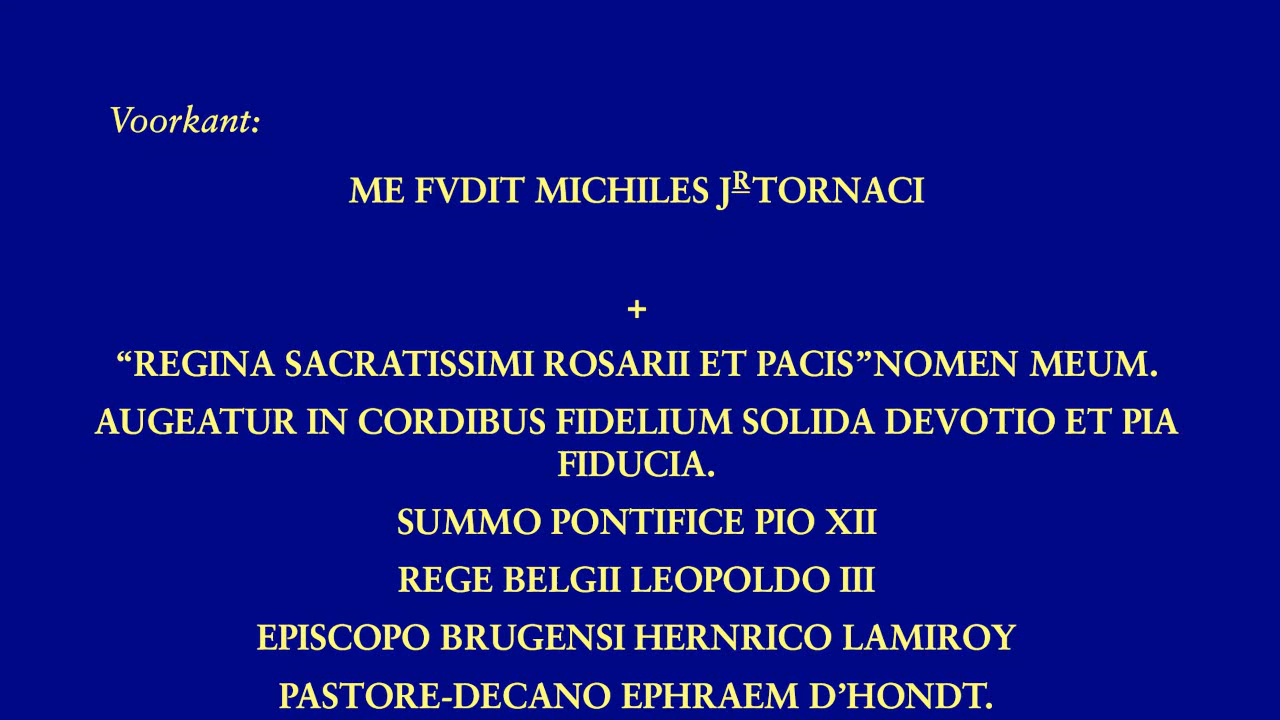 Voorkant:
ME FVDIT MICHILES JR TORNACI
+
“REGINA SACRATISSIMI ROSARII ET PACIS”NOMEN MEUM.
AUGEATUR IN CORDIBUS FIDELIUM SOLIDA DEVOTIO ET PIA
FIDUCIA.
SUMMO PONTIFICE PIO XII
REGE BELGII LEOPOLDO III
EPISCOPO BRUGENSI HERNRICO LAMIROY
PASTORE-DECANO EPHRAEM D’HONDT.